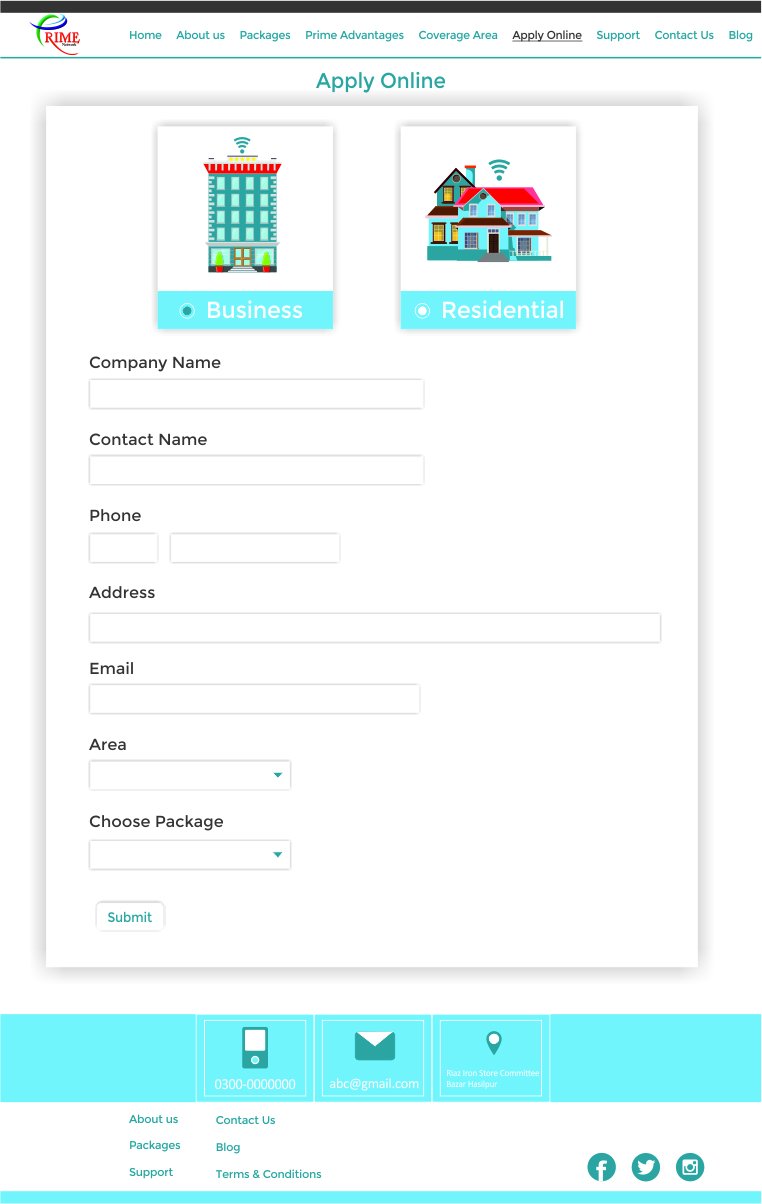 PRIME
Network
Home About us Packages Prime Advantages Coverage Area Apply Online Support Contact Us Blog
Apply Online
Business
Residential
Company Name
Contact Name
Phone
Address
Email
Area
Choose Package
Submit
0300-0000000
abc@gmail.com
Riaz Iron Store Committee
Bazar Hasilpur
About us
Packages
Support
Contact Us
Blog
Terms & Conditions